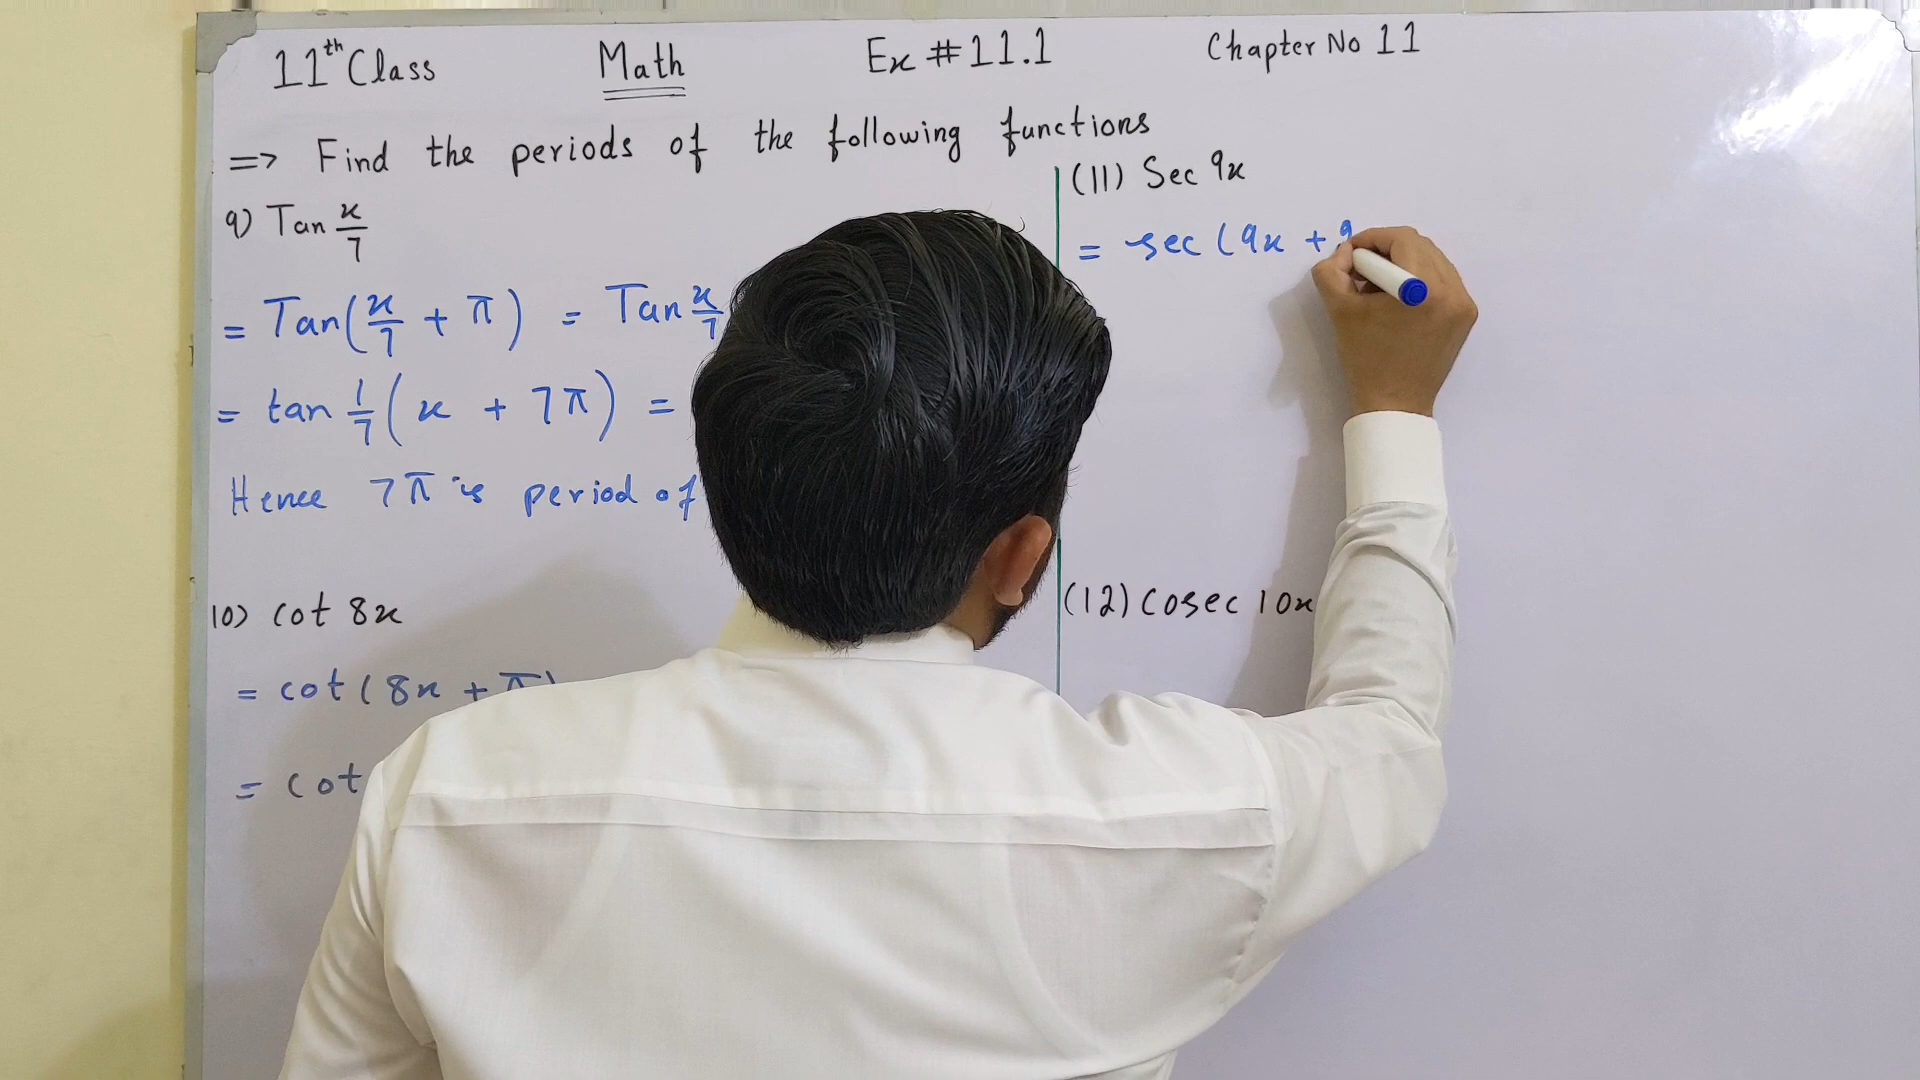 11th Class Math Ex # 11.1 Chapter No 11
=> Find the periods of the following functions
9) Tan x/7
= Tan(x/7 + π) = Tan x/7
= tan 1/7 (x + 7π) =
Hence 7π is period of
10) cot 8x
= cot(8x + π)
= cot
(11) Sec 9x
= sec (9x +
(12) Cosec 10x